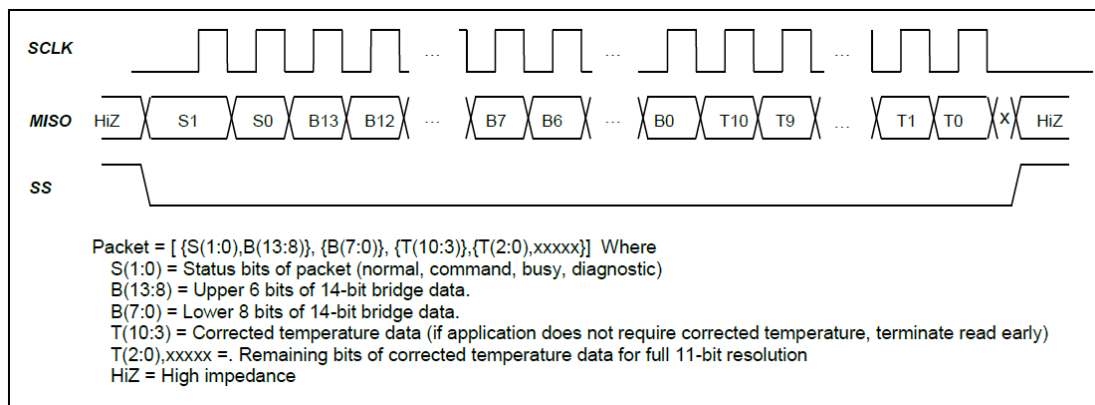 SCLK
... ... ...
MISO HiZ S1 S0 B13 B12 ... B7 B6 ... B0 T10 T9 ... T1 T0 X HiZ
SS
Packet = [ {S(1:0),B(13:8)}, {B(7:0)}, {T(10:3)},{T(2:0),xxxxx}] Where
S(1:0) = Status bits of packet (normal, command, busy, diagnostic)
B(13:8) = Upper 6 bits of 14-bit bridge data.
B(7:0) = Lower 8 bits of 14-bit bridge data.
T(10:3) = Corrected temperature data (if application does not require corrected temperature, terminate read early)
T(2:0),xxxxx =. Remaining bits of corrected temperature data for full 11-bit resolution
HiZ = High impedance